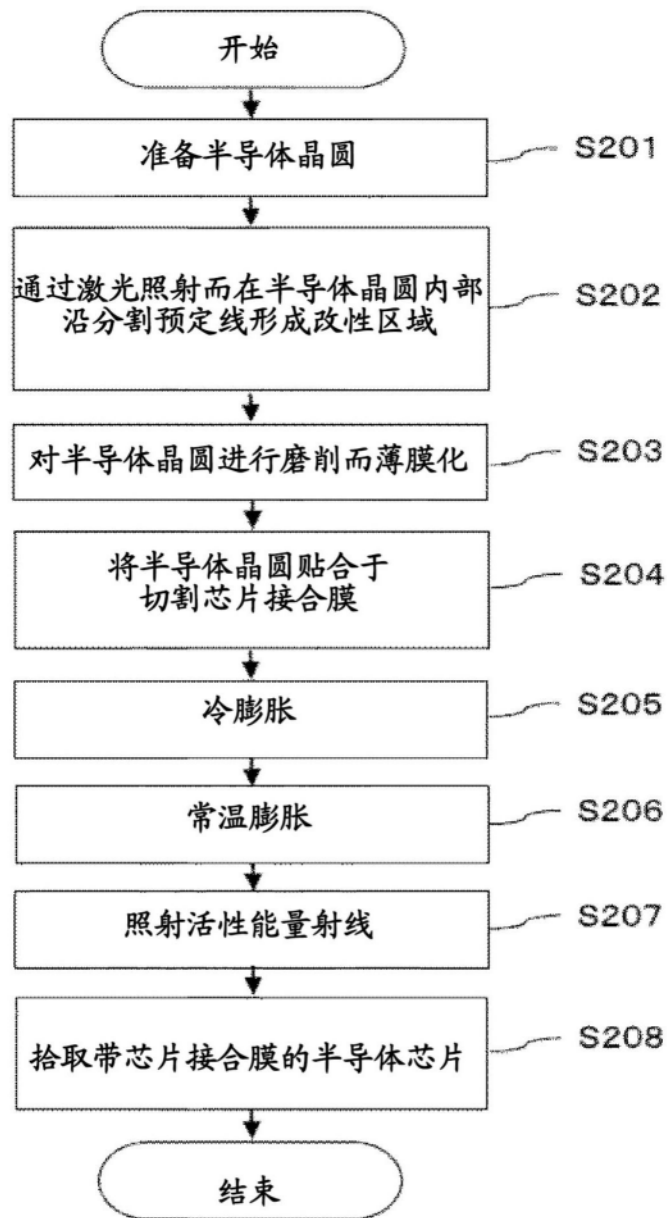 开始
准备半导体晶圆
S201
通过激光照射而在半导体晶圆内部
沿分割预定线形成改性区域
S202
对半导体晶圆进行磨削而薄膜化
S203
将半导体晶圆贴合于
切割芯片接合膜
S204
冷膨胀
S205
常温膨胀
S206
照射活性能量射线
S207
拾取带芯片接合膜的半导体芯片
S208
结束